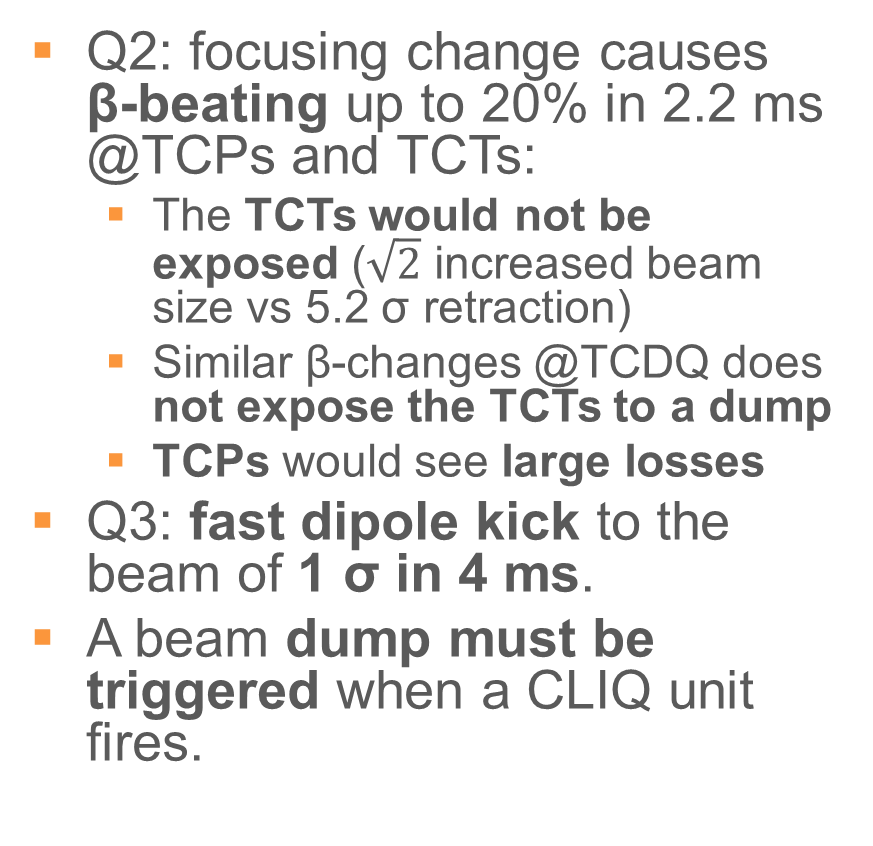 ▪ Q2: focusing change causes
β-beating up to 20% in 2.2 ms
@TCPs and TCTs:
▪ The TCTs would not be
exposed (√2 increased beam
size vs 5.2 σ retraction)
▪ Similar β-changes @TCDQ does
not expose the TCTs to a dump
▪ TCPs would see large losses
▪ Q3: fast dipole kick to the
beam of 1 σ in 4 ms.
▪ A beam dump must be
triggered when a CLIQ unit
fires.